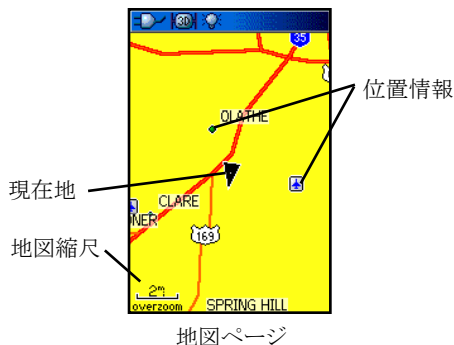 3D
35
位置情報
OLATHE
現在地
CLARE
NER
地図縮尺
169
2m
overzoom
SPRING HILL
地図ページ